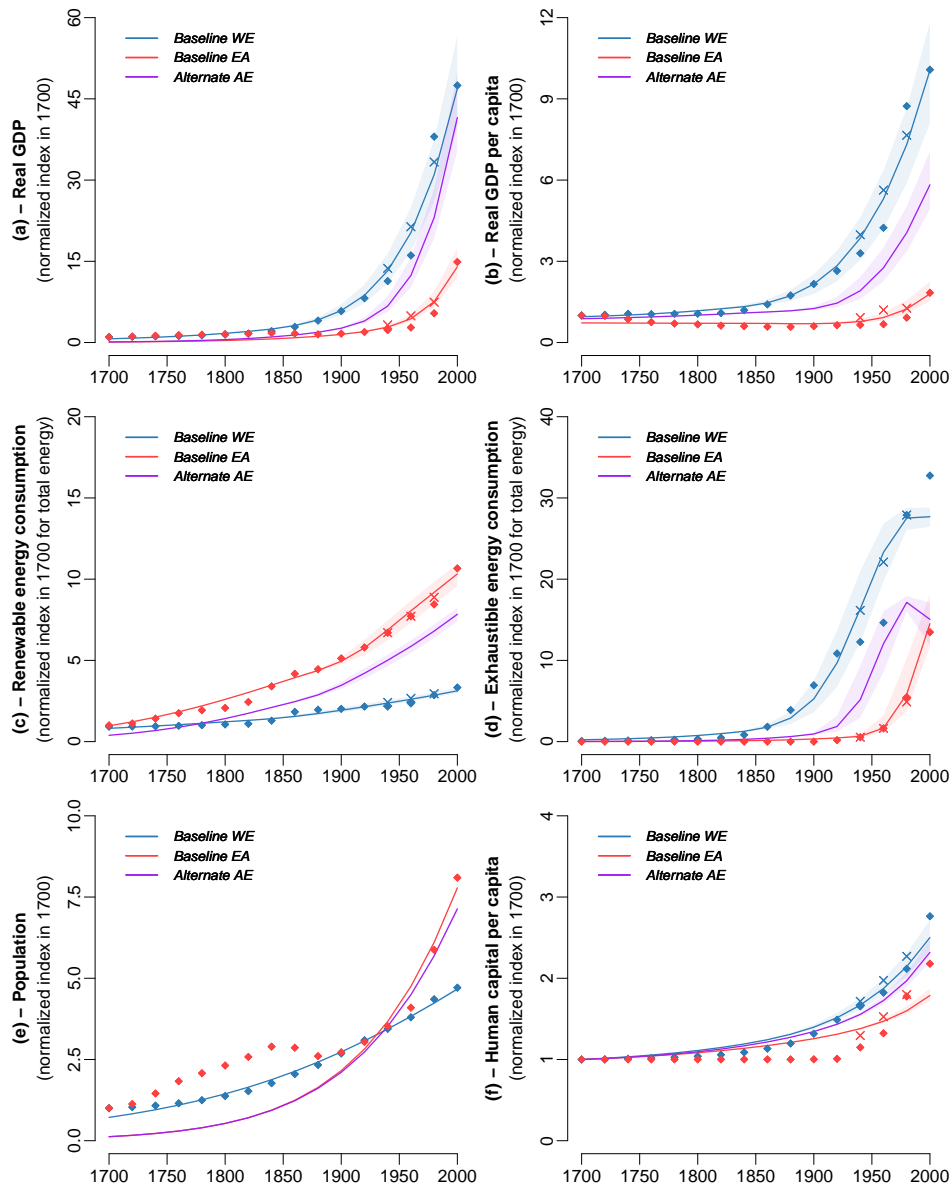 (a) − Real GDP
(normalized index in 1700)
0 15 30 45 60
Baseline WE
Baseline EA
Alternate AE
1700 1750 1800 1850 1900 1950 2000
(b) − Real GDP per capita
(normalized index in 1700)
0 3 6 9 12
Baseline WE
Baseline EA
Alternate AE
1700 1750 1800 1850 1900 1950 2000
(c) − Renewable energy consumption
(normalized index in 1700 for total energy)
0 5 10 15 20
Baseline WE
Baseline EA
Alternate AE
1700 1750 1800 1850 1900 1950 2000
(d) − Exhaustible energy consumption
(normalized index in 1700 for total energy)
0 10 20 30 40
Baseline WE
Baseline EA
Alternate AE
1700 1750 1800 1850 1900 1950 2000
(e) − Population
(normalized index in 1700)
0.0 2.5 5.0 7.5 10.0
Baseline WE
Baseline EA
Alternate AE
1700 1750 1800 1850 1900 1950 2000
(f) − Human capital per capita
(normalized index in 1700)
0 1 2 3 4
Baseline WE
Baseline EA
Alternate AE
1700 1750 1800 1850 1900 1950 2000